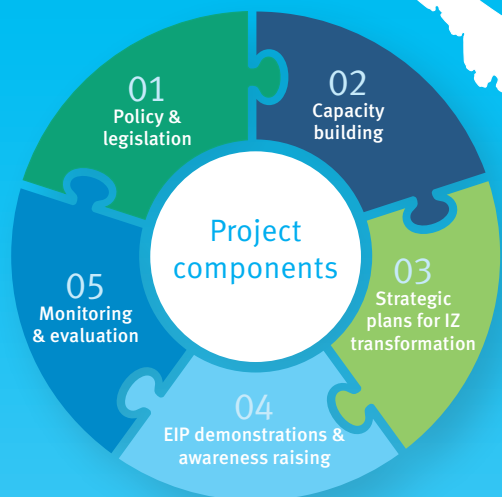 01
Policy &
legislation
02
Capacity
building
Project
components
03
Strategic
plans for IZ
transformation
04
EIP demonstrations &
awareness raising
05
Monitoring
& evaluation